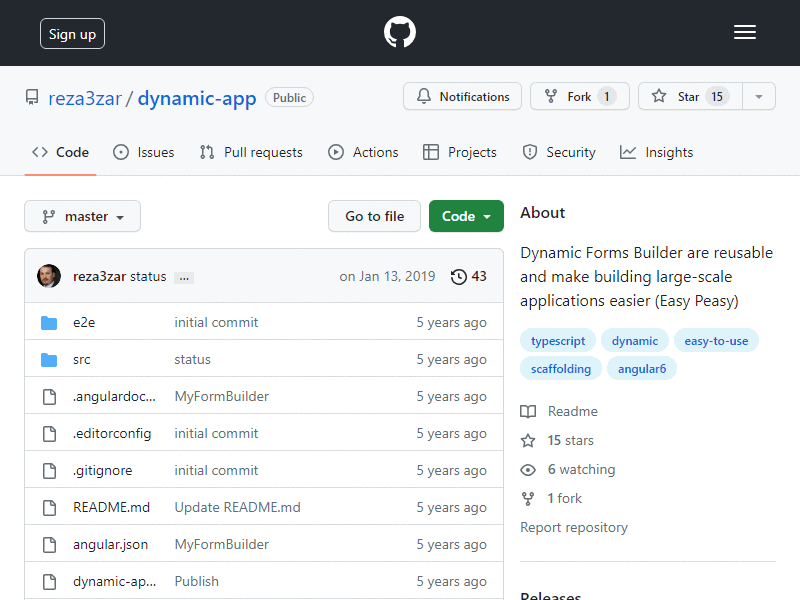 Sign up
reza3zar / dynamic-app Public
Notifications Fork 1 Star 15
Code Issues Pull requests Actions Projects Security Insights
master Go to file Code
reza3zar status ... on Jan 13, 2019 43
e2e initial commit 5 years ago
src status 5 years ago
.angulardoc... MyFormBuilder 5 years ago
.editorconfig initial commit 5 years ago
.gitignore initial commit 5 years ago
README.md Update README.md 5 years ago
angular.json MyFormBuilder 5 years ago
dynamic-ap... Publish 5 years ago
About
Dynamic Forms Builder are reusable
and make building large-scale
applications easier (Easy Peasy)
typescript dynamic easy-to-use
scaffolding angular6
Readme
15 stars
6 watching
1 fork
Report repository
Releases